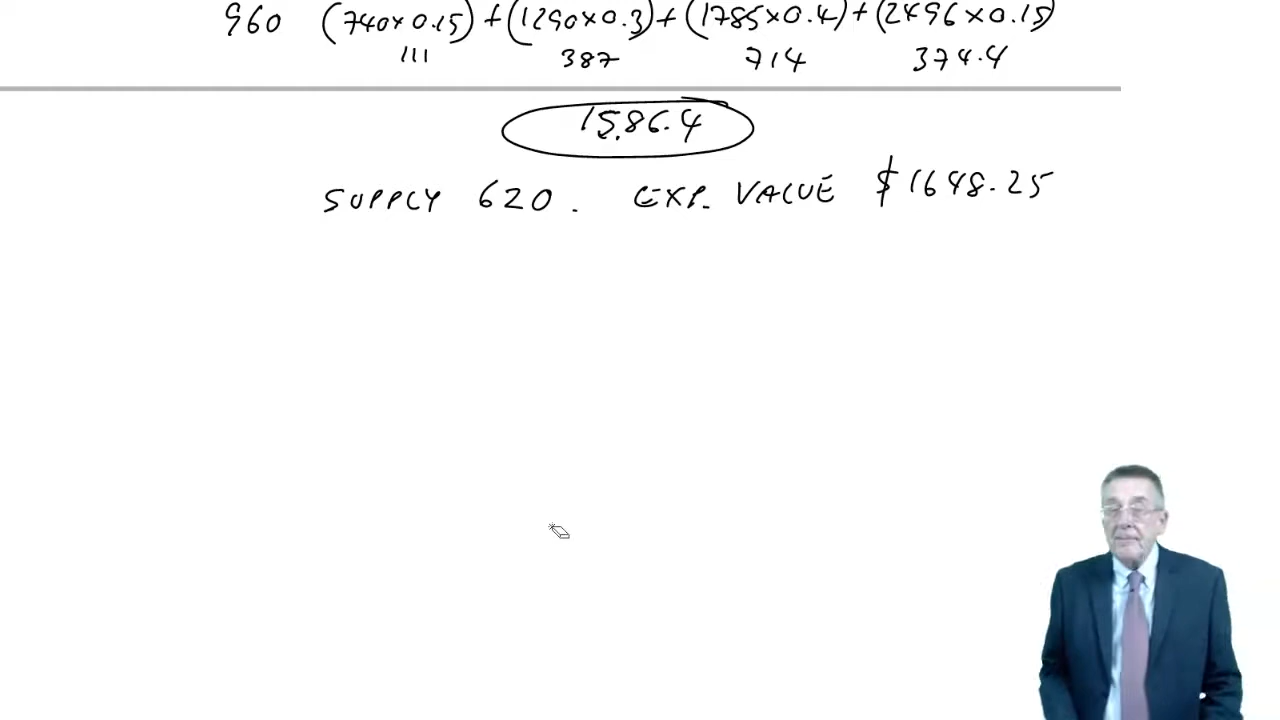 960 (740×0.15) + (1290×0.3) + (1785×0.4) + (2496×0.15)
111 387 714 374.4
1586.4
SUPPLY 620. EXP. VALUE $1648.25